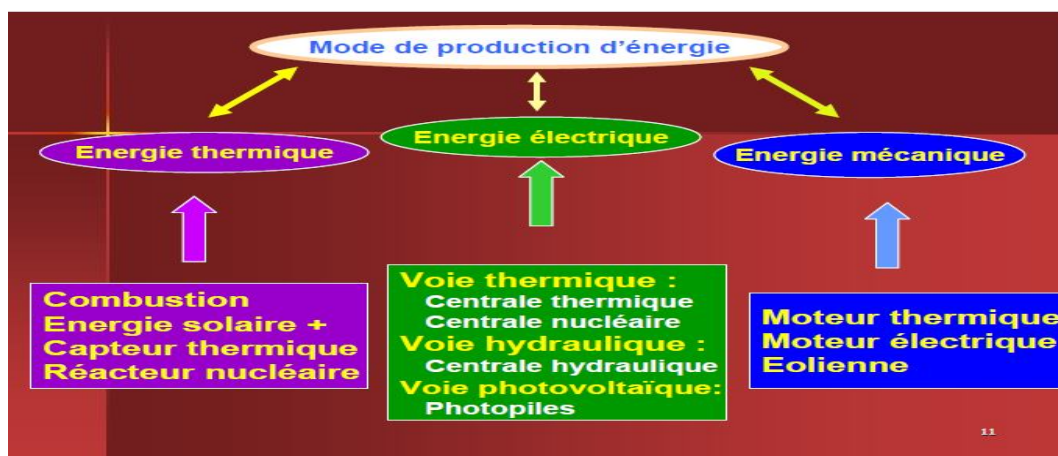 Mode de production d'énergie
Energie thermique
Energie électrique
Energie mécanique
Combustion
Energie solaire +
Capteur thermique
Réacteur nucléaire
Voie thermique :
Centrale thermique
Centrale nucléaire
Voie hydraulique :
Centrale hydraulique
Voie photovoltaïque:
Photopiles
Moteur thermique
Moteur électrique
Eolienne
11